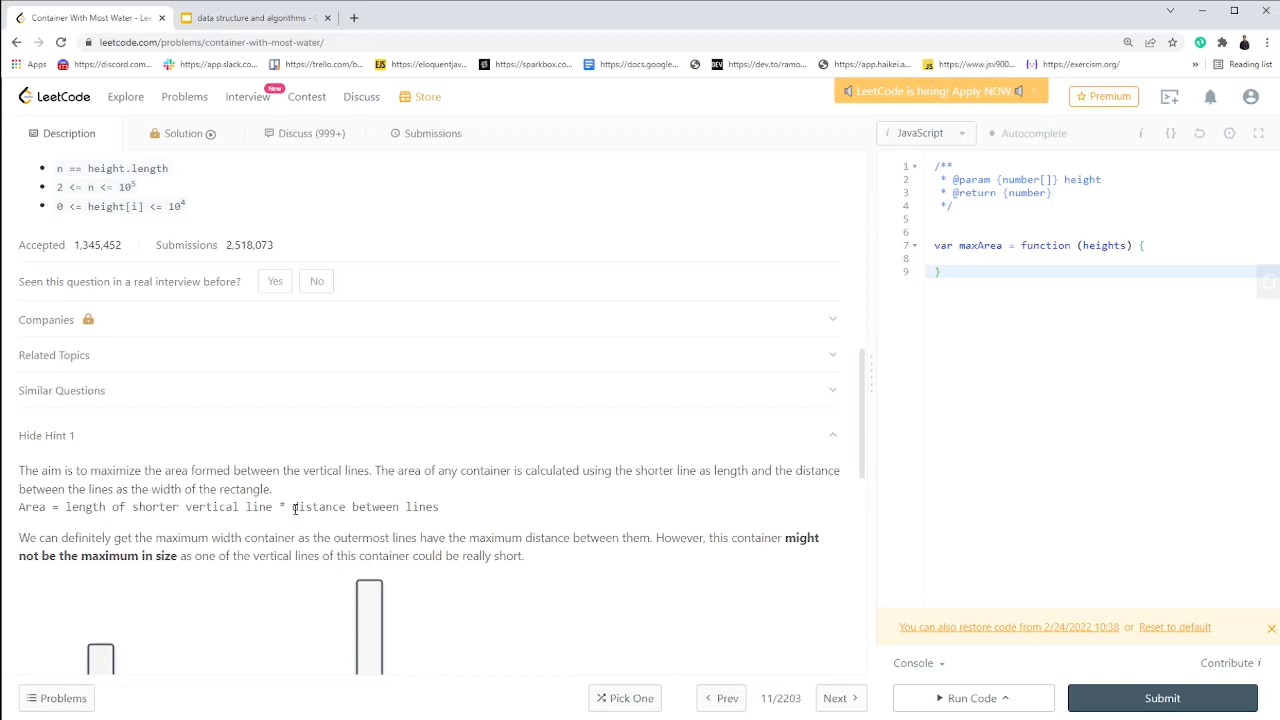 Container With Most Water - Lee
data structure and algorithms - G
leetcode.com/problems/container-with-most-water/
Apps
https://discord.com...
https://app.slack.co...
https://trello.com/b...
https://eloquentjav...
https://sparkbox.co...
https://docs.google...
https://dev.to/ramo...
https://app.haikei.a...
https://www.jsv900...
https://exercism.org/
»
Reading list
LeetCode
Explore
Problems
Interview
New
Contest
Discuss
Store
LeetCode is hiring! Apply NOW.
Premium
Description
Solution
Discuss (999+)
Submissions
JavaScript
Autocomplete
n == height.length
2 <= n <= 10⁵
0 <= height[i] <= 10⁴
Accepted 1,345,452 Submissions 2,518,073
Seen this question in a real interview before? Yes No
Companies
Related Topics
Similar Questions
Hide Hint 1
The aim is to maximize the area formed between the vertical lines. The area of any container is calculated using the shorter line as length and the distance
between the lines as the width of the rectangle.
Area = length of shorter vertical line * distance between lines
We can definitely get the maximum width container as the outermost lines have the maximum distance between them. However, this container might
not be the maximum in size as one of the vertical lines of this container could be really short.
Problems
Pick One
Prev
11/2203
Next
1 /**
2 * @param {number[]} height
3 * @return {number}
4 */
5
6
7 var maxArea = function (heights) {
8
9 }
You can also restore code from 2/24/2022 10:38 or Reset to default
Console
Contribute i
Run Code
Submit